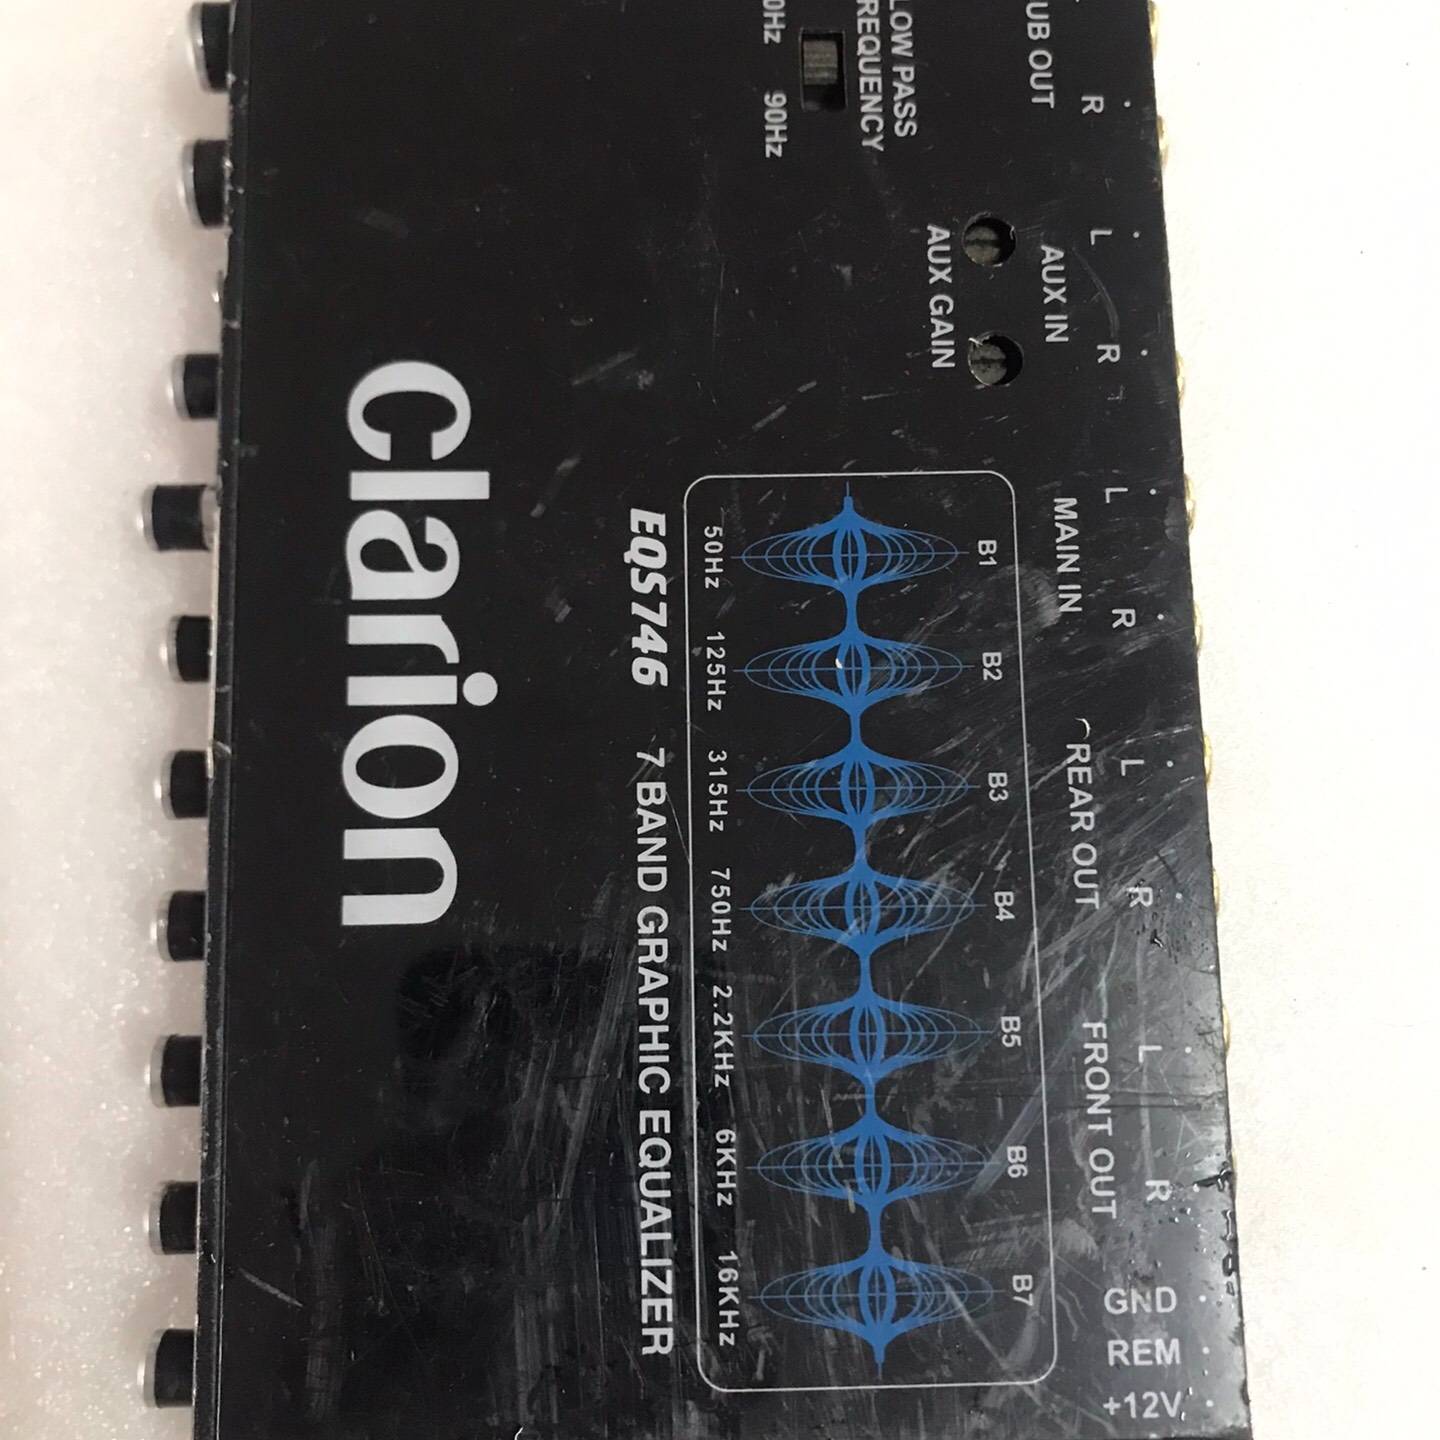 UB OUT
R
L R
AUX IN
L R
MAIN IN
L R
REAR OUT
L R
FRONT OUT
GND
REM
+12V
LOW PASS
FREQUENCY
0Hz 90Hz
AUX GAIN
B1 B2 B3 B4 B5 B6 B7
50Hz 125Hz 315Hz 750Hz 2.2KHz 6KHz 16KHz
EQS746 7 BAND GRAPHIC EQUALIZER
clarion